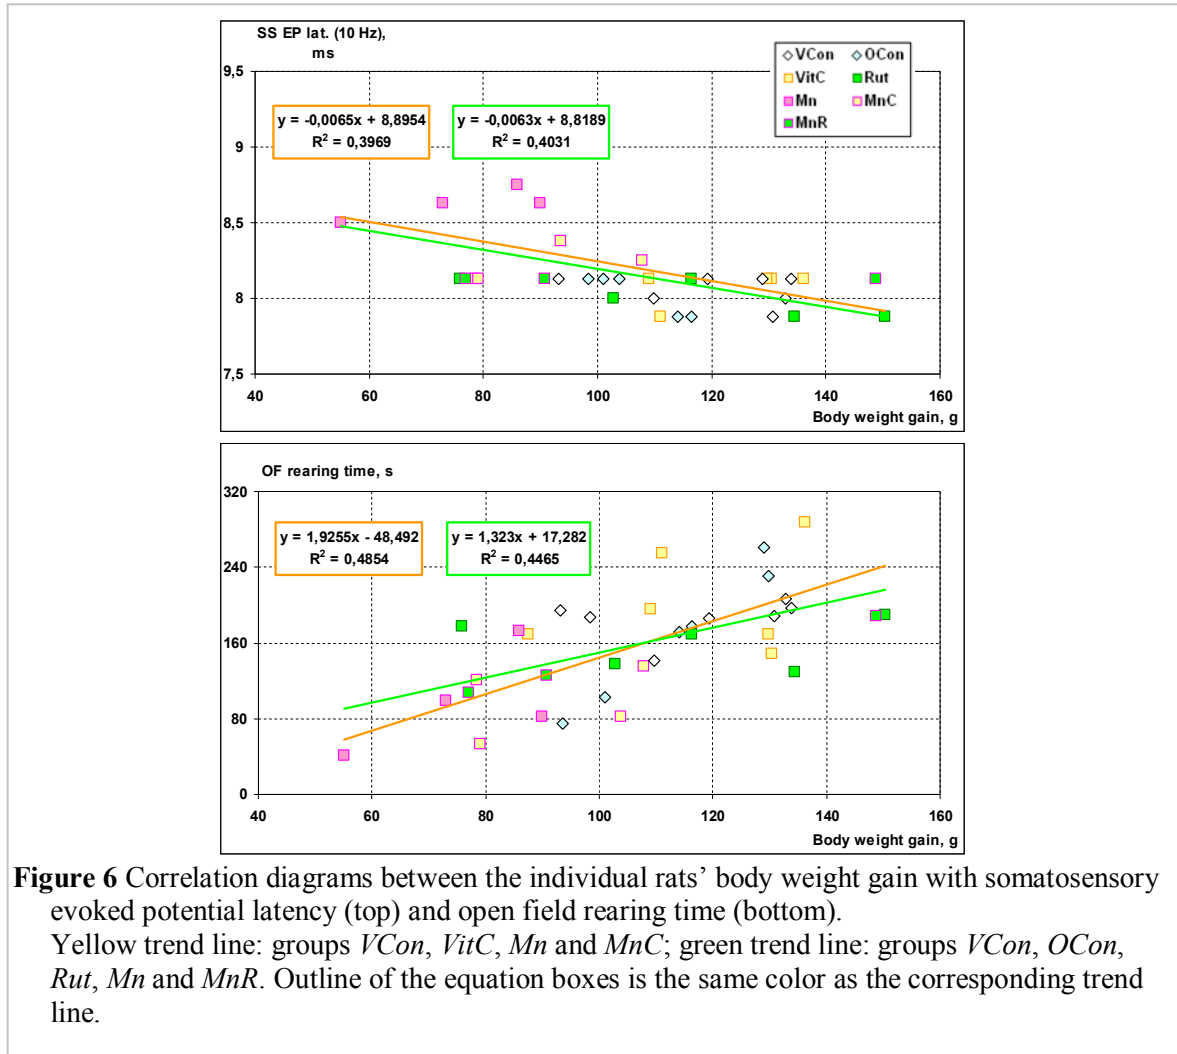 SS EP lat. (10 Hz),
ms
VCon OCon
VitC Rut
Mn MnC
MnR
9,5
y = -0,0065x + 8,8954
R² = 0,3969
y = -0,0063x + 8,8189
R² = 0,4031
9
8,5
8
7,5
40 60 80 100 120 140 160
Body weight gain, g
OF rearing time, s
320
y = 1,9255x - 48,492
R² = 0,4854
y = 1,323x + 17,282
R² = 0,4465
240
160
80
0
40 60 80 100 120 140 160
Body weight gain, g
Figure 6 Correlation diagrams between the individual rats’ body weight gain with somatosensory
evoked potential latency (top) and open field rearing time (bottom).
Yellow trend line: groups VCon, VitC, Mn and MnC; green trend line: groups VCon, OCon,
Rut, Mn and MnR. Outline of the equation boxes is the same color as the corresponding trend
line.